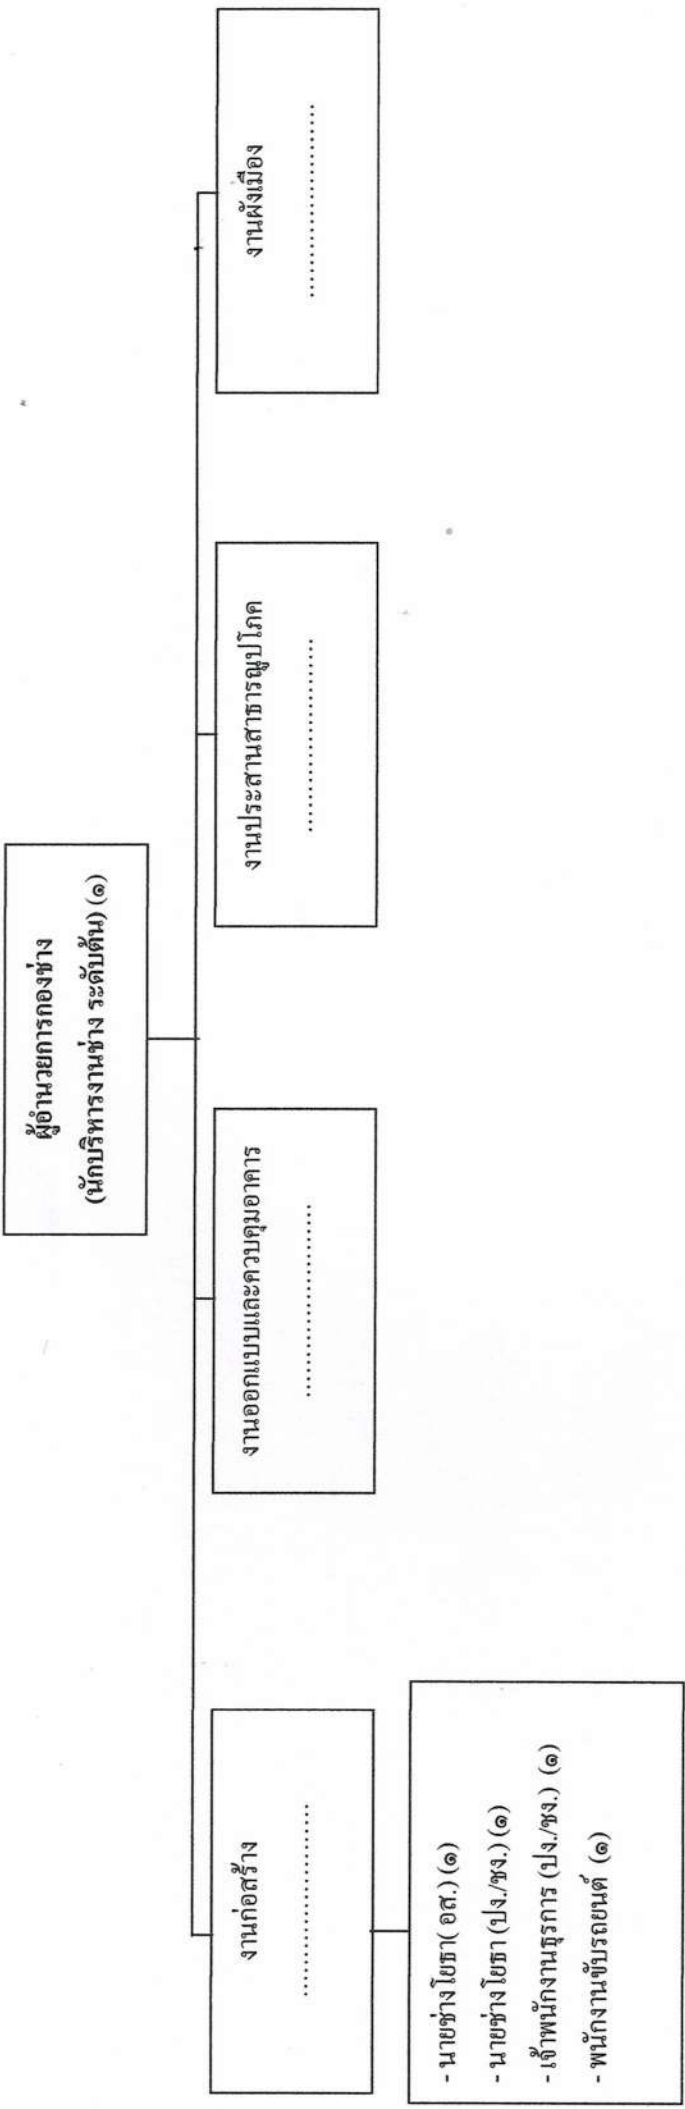 ผู้อำนวยการกองช่าง
(นักบริหารงานช่าง ระดับต้น) (๑)
งานก่อสร้าง
................................
งานออกแบบและควบคุมอาคาร
................................
งานประสานสาธารณูปโภค
................................
งานผังเมือง
................................
- นายช่างโยธา( อส.) (๑)
- นายช่างโยธา (ปง./ชง.) (๑)
- เจ้าพนักงานธุรการ (ปง./ชง.) (๑)
- พนักงานขับรถยนต์ (๑)